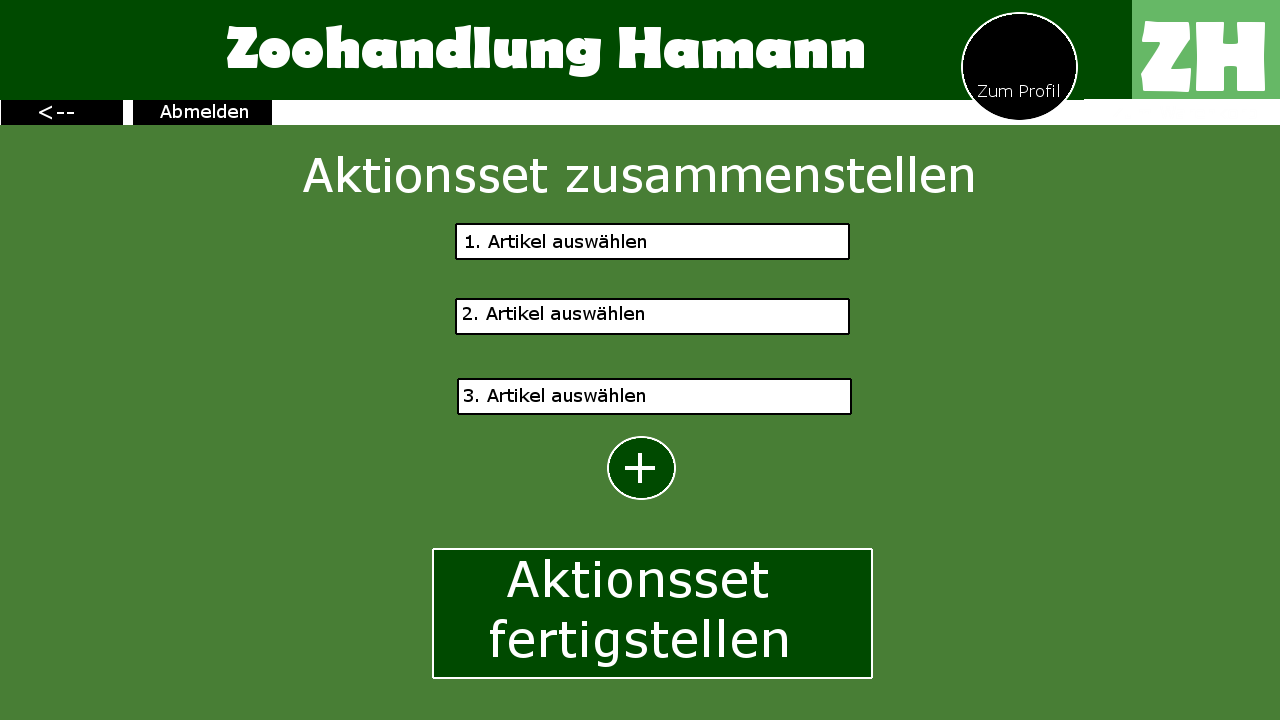 Zoohandlung Hamann
ZH
Zum Profil
<-- Abmelden
Aktionsset zusammenstellen
1. Artikel auswählen
2. Artikel auswählen
3. Artikel auswählen
+
Aktionsset
fertigstellen